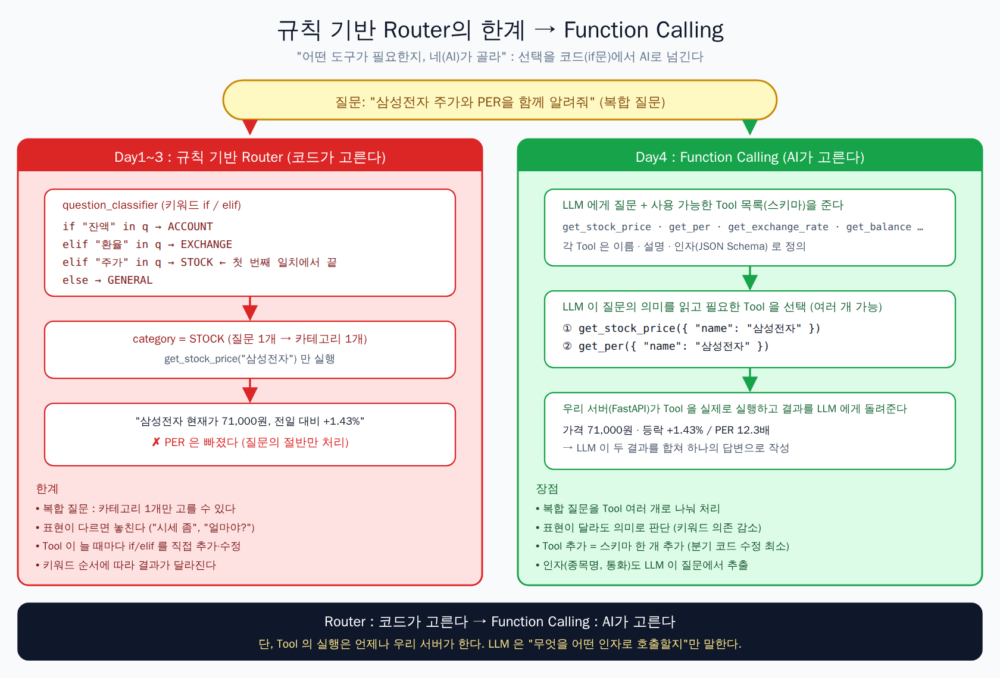 규칙 기반 Router의 한계 → Function Calling
"어떤 도구가 필요한지, 네(AI)가 골라" : 선택을 코드(if문)에서 AI로 넘긴다
질문: "삼성전자 주가와 PER을 함께 알려줘" (복합 질문)
Day1~3 : 규칙 기반 Router (코드가 고른다)
question_classifier (키워드 if / elif)
if "잔액" in q → ACCOUNT
elif "환율" in q → EXCHANGE
elif "주가" in q → STOCK ← 첫 번째 일치에서 끝
else → GENERAL
category = STOCK (질문 1개 → 카테고리 1개)
get_stock_price("삼성전자") 만 실행
"삼성전자 현재가 71,000원, 전일 대비 +1.43%"
✗ PER 은 빠졌다 (질문의 절반만 처리)
한계
• 복합 질문 : 카테고리 1개만 고를 수 있다
• 표현이 다르면 놓친다 ("시세 좀", "얼마야?")
• Tool 이 늘 때마다 if/elif 를 직접 추가·수정
• 키워드 순서에 따라 결과가 달라진다
Day4 : Function Calling (AI가 고른다)
LLM 에게 질문 + 사용 가능한 Tool 목록(스키마)을 준다
get_stock_price · get_per · get_exchange_rate · get_balance …
각 Tool 은 이름 · 설명 · 인자(JSON Schema) 로 정의
LLM 이 질문의 의미를 읽고 필요한 Tool 을 선택 (여러 개 가능)
① get_stock_price({ "name": "삼성전자" })
② get_per({ "name": "삼성전자" })
우리 서버(FastAPI)가 Tool 을 실제로 실행하고 결과를 LLM 에게 돌려준다
가격 71,000원 · 등락 +1.43% / PER 12.3배
→ LLM 이 두 결과를 합쳐 하나의 답변으로 작성
장점
• 복합 질문을 Tool 여러 개로 나눠 처리
• 표현이 달라도 의미로 판단 (키워드 의존 감소)
• Tool 추가 = 스키마 한 개 추가 (분기 코드 수정 최소)
• 인자(종목명, 통화)도 LLM 이 질문에서 추출
Router : 코드가 고른다 → Function Calling : AI가 고른다
단, Tool 의 실행은 언제나 우리 서버가 한다. LLM 은 "무엇을 어떤 인자로 호출할지"만 말한다.